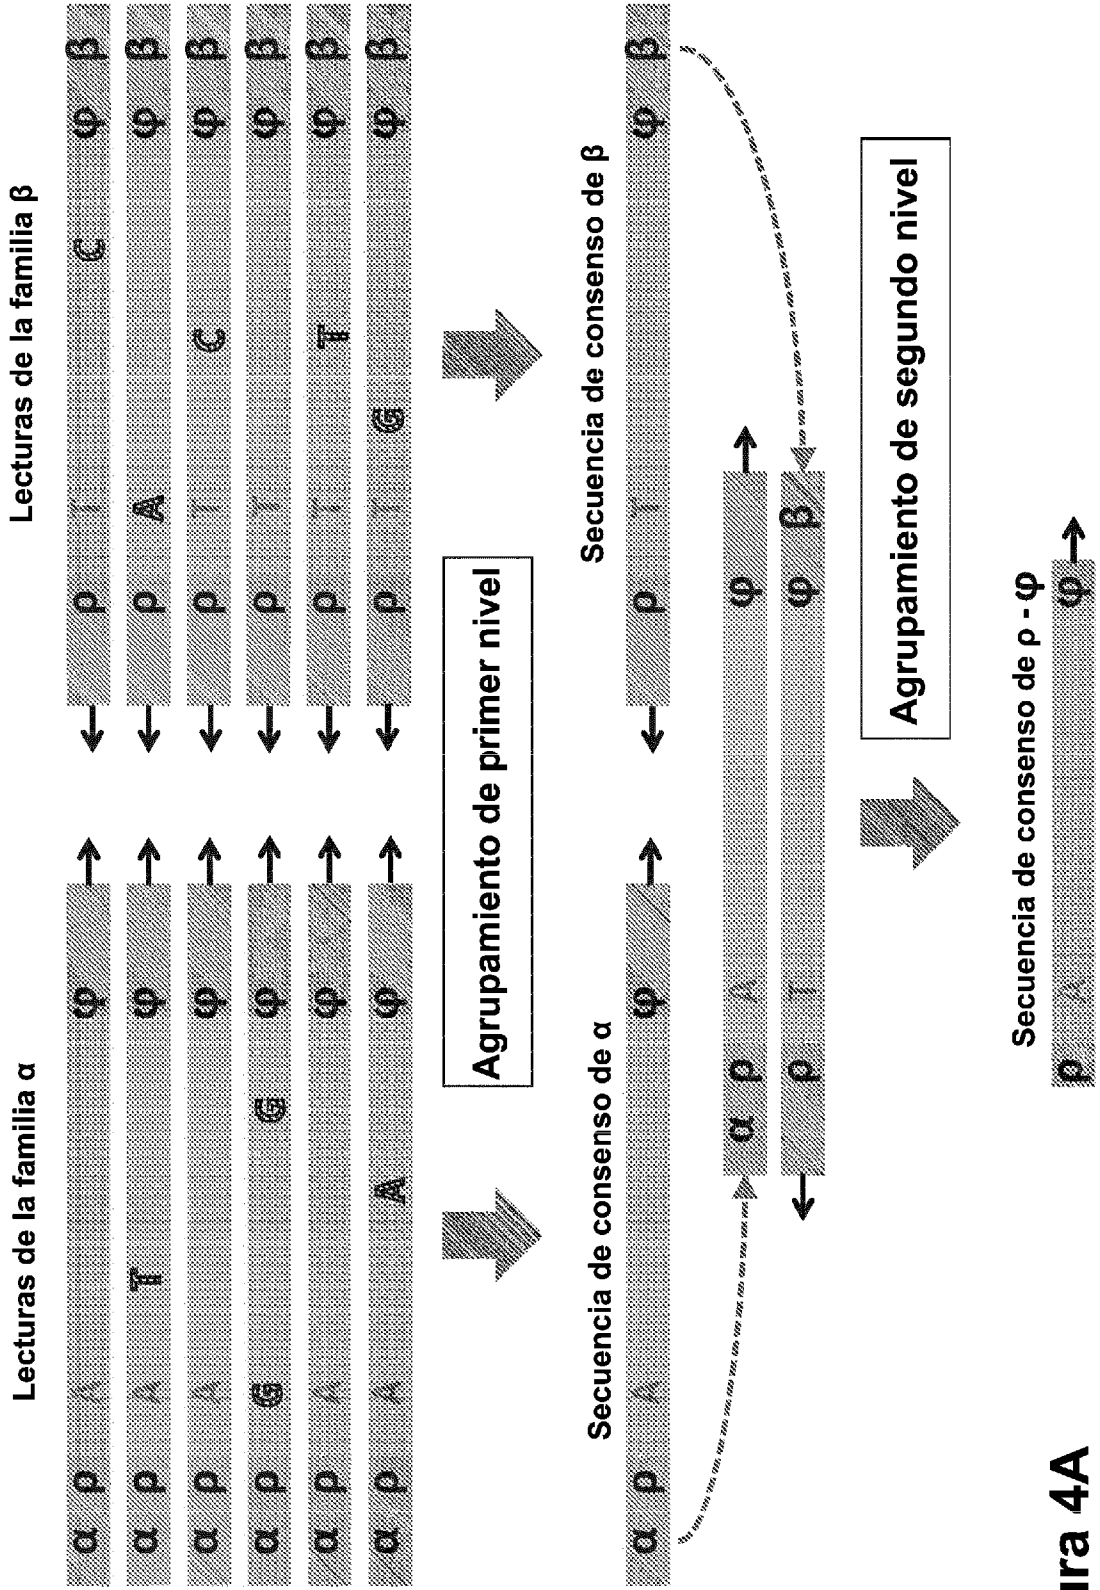 Lecturas de la familia α
Lecturas de la familia β
α ρ A φ
ρ T C φ β
α ρ A T φ
ρ A φ β
α ρ A φ
ρ T C φ β
α ρ G G φ
ρ T φ β
α ρ A φ
ρ T T φ β
α ρ A A φ
ρ T G φ β
Agrupamiento de primer nivel
Secuencia de consenso de α
Secuencia de consenso de β
α ρ A φ
ρ T φ β
α ρ A φ
ρ T φ β
Agrupamiento de segundo nivel
Secuencia de consenso de ρ - φ
ρ A φ
ra 4A